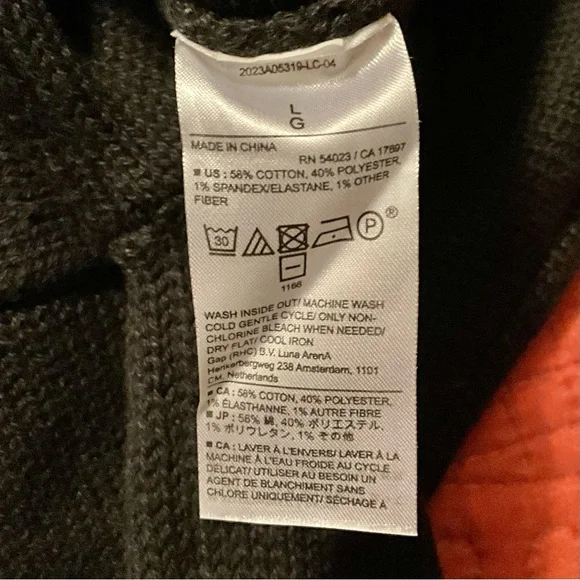 2023A05319-LC-04
L
G
MADE IN CHINA
RN 54023 / CA 17897
■ US : 58% COTTON, 40% POLYESTER,
1% SPANDEX/ELASTANE, 1% OTHER
FIBER
30
P®
1166
WASH INSIDE OUT/ MACHINE WASH
COLD GENTLE CYCLE/ ONLY NON-
CHLORINE BLEACH WHEN NEEDED/
DRY FLAT/ COOL IRON
Gap (RHC) B.V. Luna ArenA
Herikerbergweg 238 Amsterdam, 1101
CM, Netherlands
■ CA : 58% COTTON, 40% POLYESTER,
1% ÉLASTHANNE, 1% AUTRE FIBRE
■ JP : 58% 綿, 40% ポリエステル,
1% ポリウレタン, 1% その他
■ CA : LAVER À L'ENVERS/ LAVER À LA
MACHINE À L'EAU FROIDE AU CYCLE
DÉLICAT/ UTILISER AU BESOIN UN
AGENT DE BLANCHIMENT SANS
CHLORE UNIQUEMENT/ SÉCHAGE À